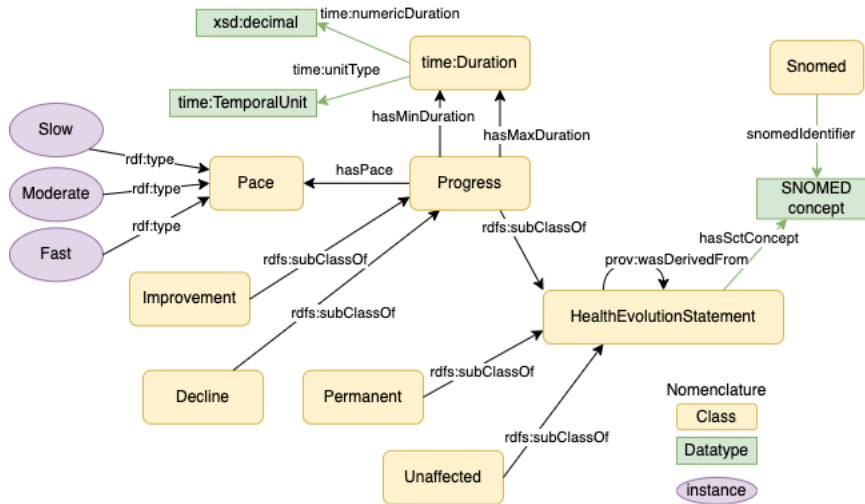 xsd:decimal
time:numericDuration
time:unitType
time:Duration
Snomed
time:TemporalUnit
hasMinDuration
hasMaxDuration
snomedIdentifier
Slow
rdf:type
Moderate
rdf:type
Pace
hasPace
Progress
SNOMED
concept
rdf:type
Fast
rdfs:subClassOf
hasSctConcept
rdfs:subClassOf
prov:wasDerivedFrom
Improvement
rdfs:subClassOf
HealthEvolutionStatement
rdfs:subClassOf
Decline
Permanent
Nomenclature
Class
rdfs:subClassOf
Datatype
Unaffected
instance